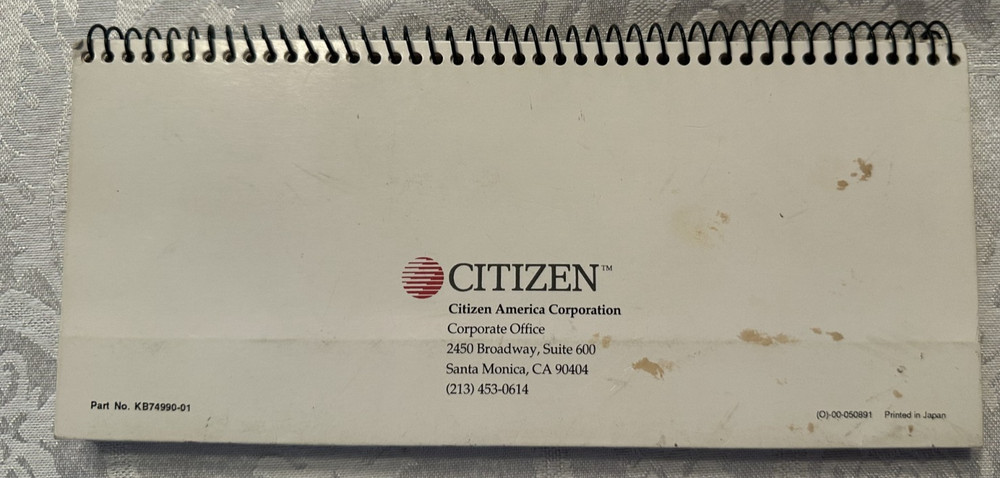 CITIZEN™
Citizen America Corporation
Corporate Office
2450 Broadway, Suite 600
Santa Monica, CA 90404
(213) 453-0614
Part No. KB74990-01
(O)-00-050891 Printed in Japan